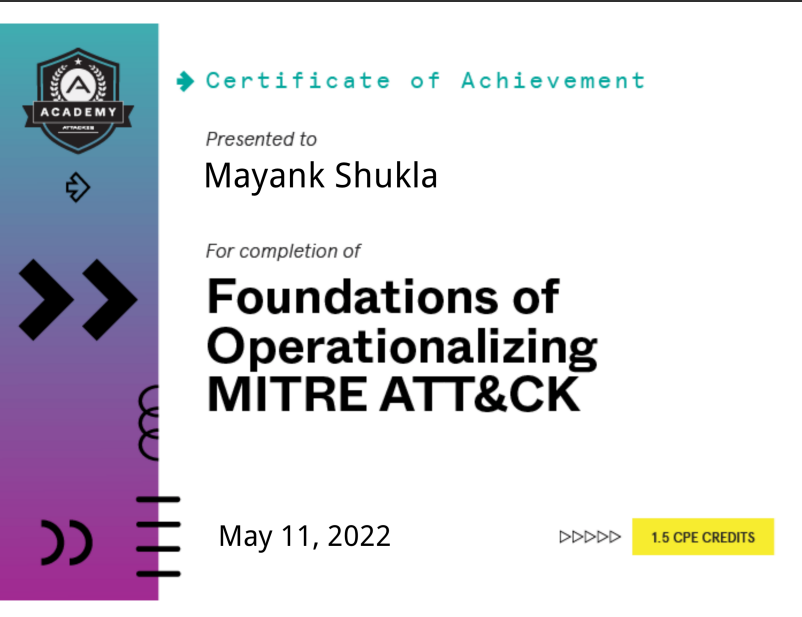 ACADEMY
ATTACKIQ
Certificate of Achievement
Presented to
Mayank Shukla
For completion of
Foundations of
Operationalizing
MITRE ATT&CK
May 11, 2022
1.5 CPE CREDITS